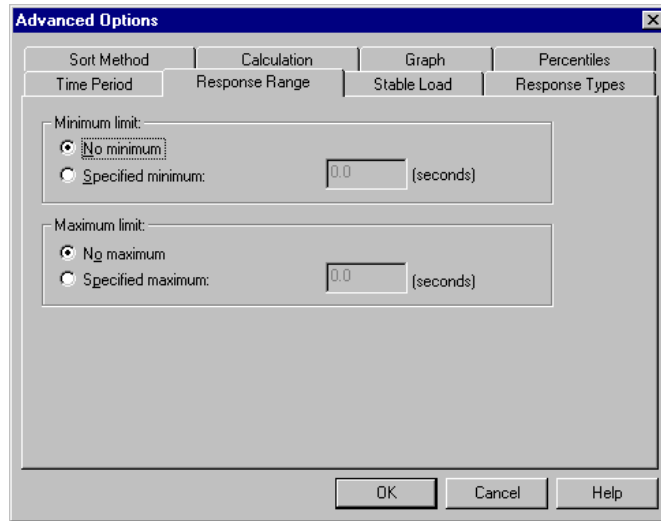 Advanced Options
Sort Method Calculation Graph Percentiles
Time Period Response Range Stable Load Response Types
Minimum limit:
No minimum
Specified minimum: 0.0 (seconds)
Maximum limit:
No maximum
Specified maximum: 0.0 (seconds)
OK Cancel Help